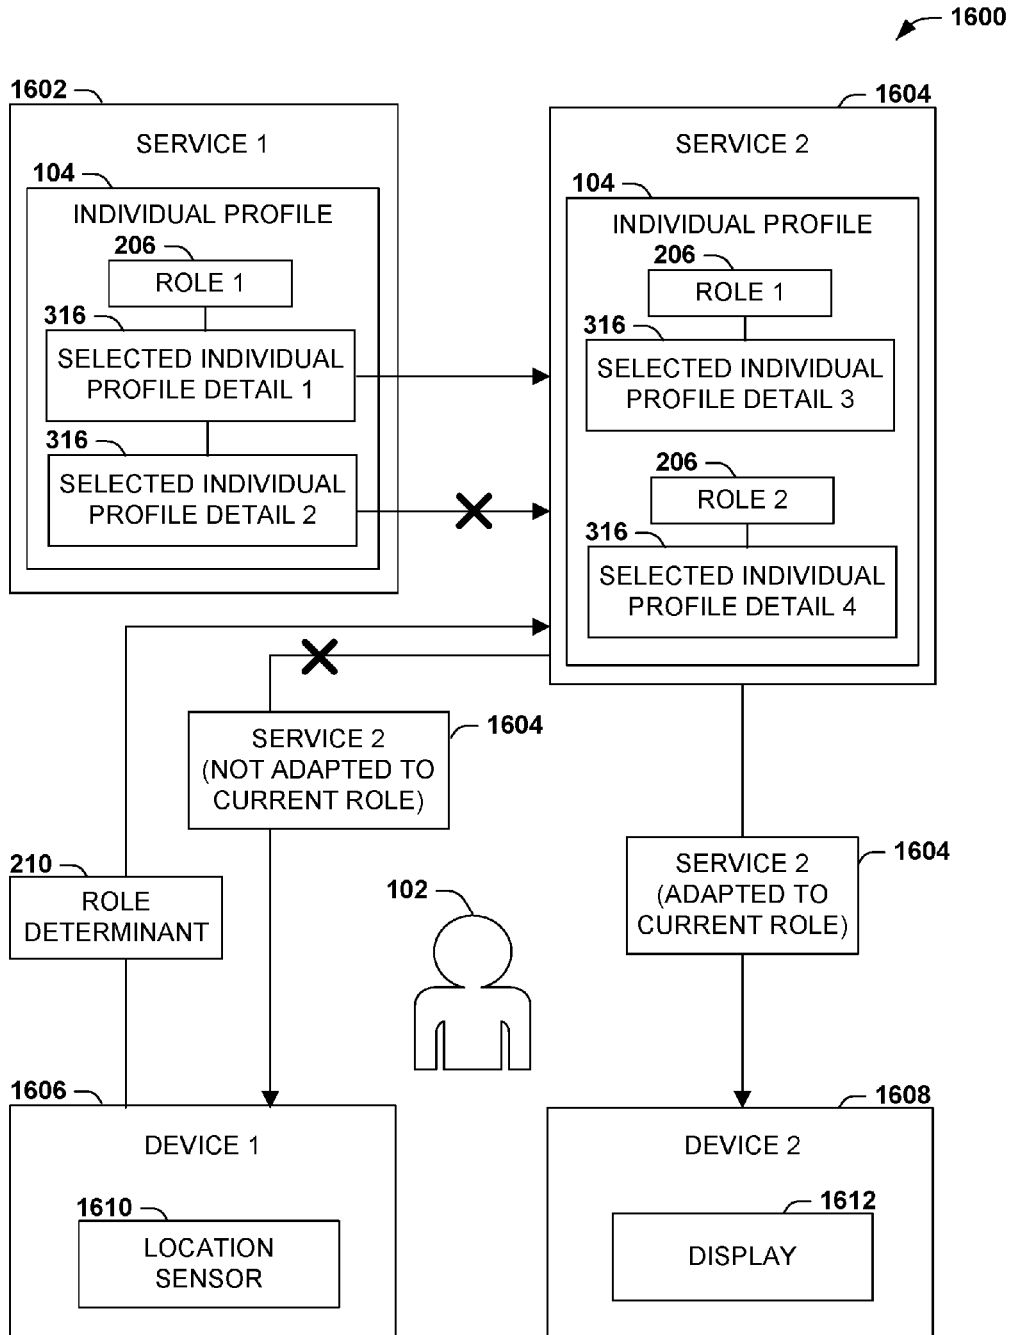 1600
1602
SERVICE 1
104
INDIVIDUAL PROFILE
206
ROLE 1
316
SELECTED INDIVIDUAL
PROFILE DETAIL 1
316
SELECTED INDIVIDUAL
PROFILE DETAIL 2
1604
SERVICE 2
104
INDIVIDUAL PROFILE
206
ROLE 1
316
SELECTED INDIVIDUAL
PROFILE DETAIL 3
206
ROLE 2
316
SELECTED INDIVIDUAL
PROFILE DETAIL 4
1604
SERVICE 2
(NOT ADAPTED TO
CURRENT ROLE)
210
ROLE
DETERMINANT
102
1604
SERVICE 2
(ADAPTED TO
CURRENT ROLE)
1606
DEVICE 1
1610
LOCATION
SENSOR
1608
DEVICE 2
1612
DISPLAY